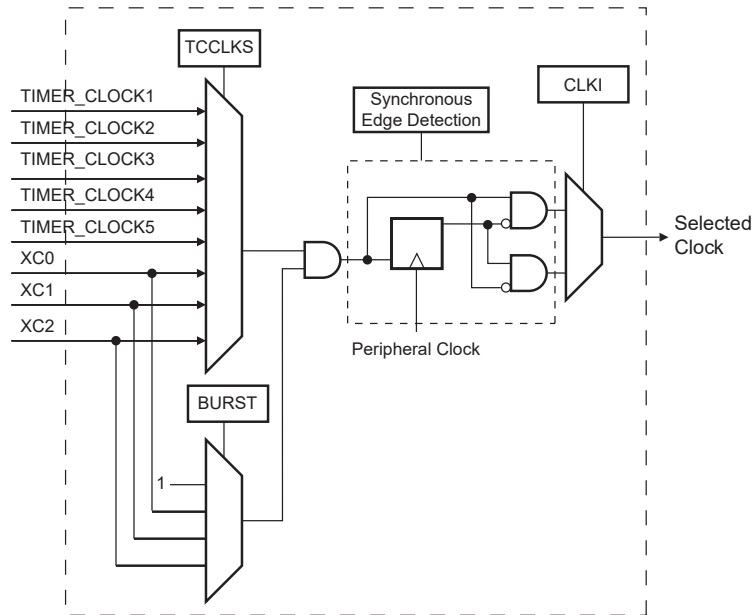 TCCLKS
TIMER_CLOCK1
TIMER_CLOCK2
TIMER_CLOCK3
TIMER_CLOCK4
TIMER_CLOCK5
XC0
XC1
XC2
Synchronous
Edge Detection
CLKI
Selected
Clock
Peripheral Clock
BURST
1